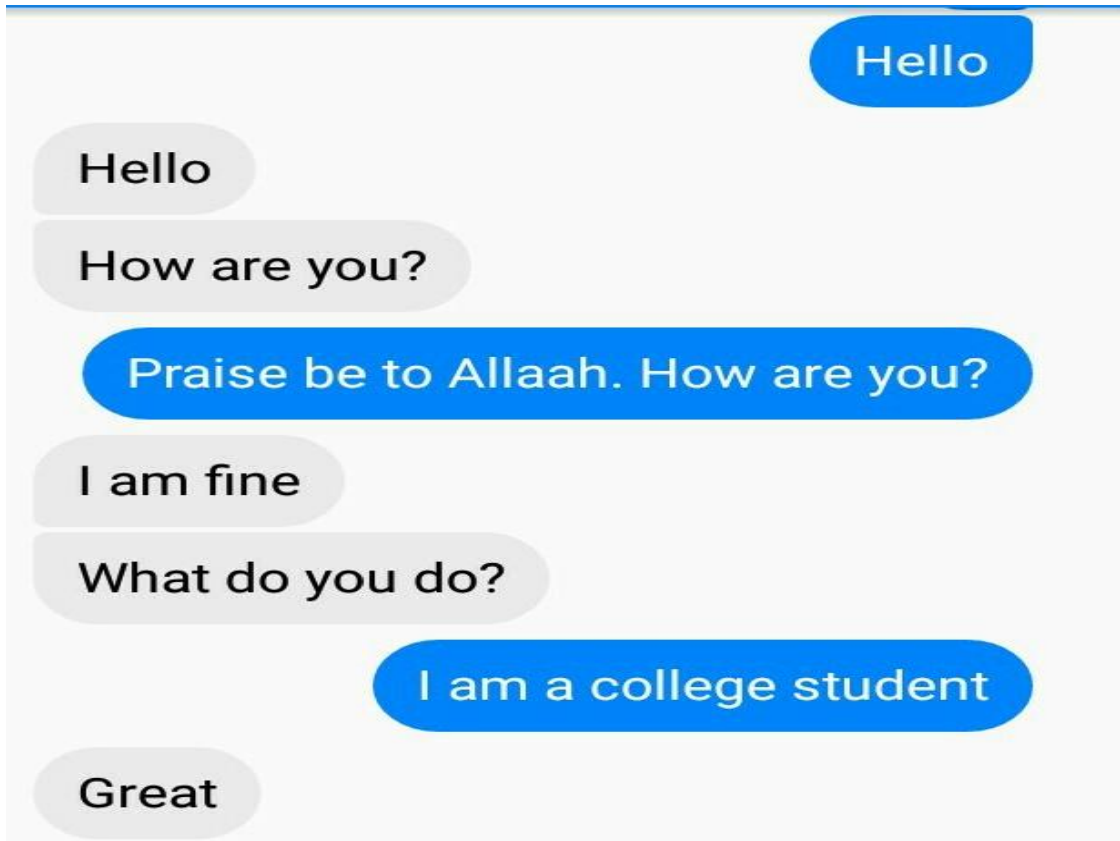 Hello
Hello
How are you?
Praise be to Allaah. How are you?
I am fine
What do you do?
I am a college student
Great